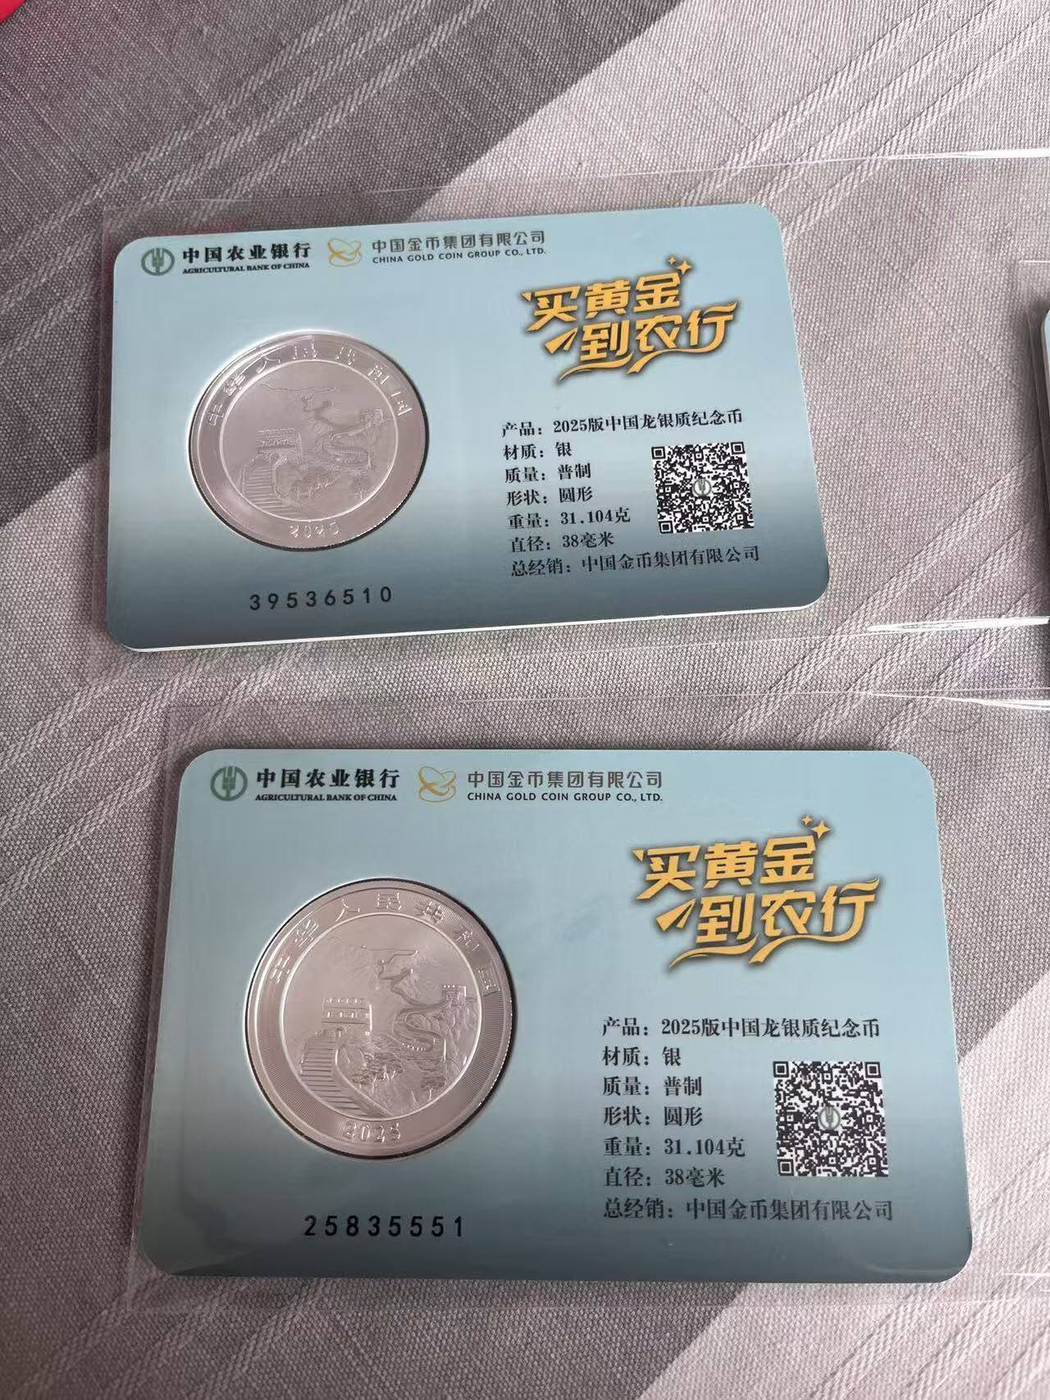 中国农业银行
AGRICULTURAL BANK OF CHINA
中国金币集团有限公司
CHINA GOLD COIN GROUP CO., LTD.
买黄金
到农行
中华人民共和国
2025
产品：2025版中国龙银质纪念币
材质：银
质量：普制
形状：圆形
重量：31.104克
直径：38毫米
总经销：中国金币集团有限公司
39536510
中国农业银行
AGRICULTURAL BANK OF CHINA
中国金币集团有限公司
CHINA GOLD COIN GROUP CO., LTD.
买黄金
到农行
中华人民共和国
2025
产品：2025版中国龙银质纪念币
材质：银
质量：普制
形状：圆形
重量：31.104克
直径：38毫米
总经销：中国金币集团有限公司
25835551